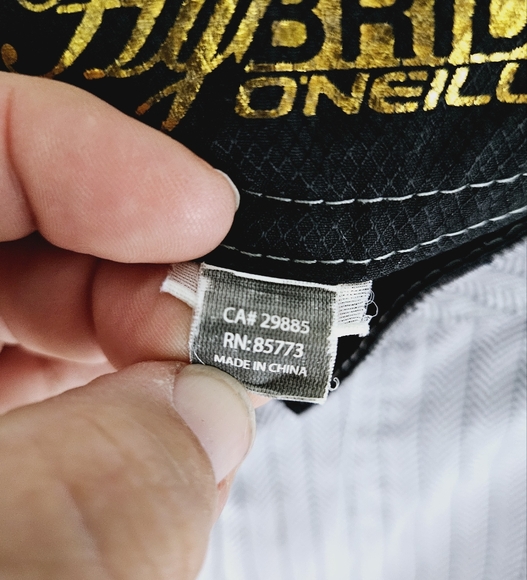 HyBRID
O'NEILL
CA# 29885
RN: 85773
MADE IN CHINA